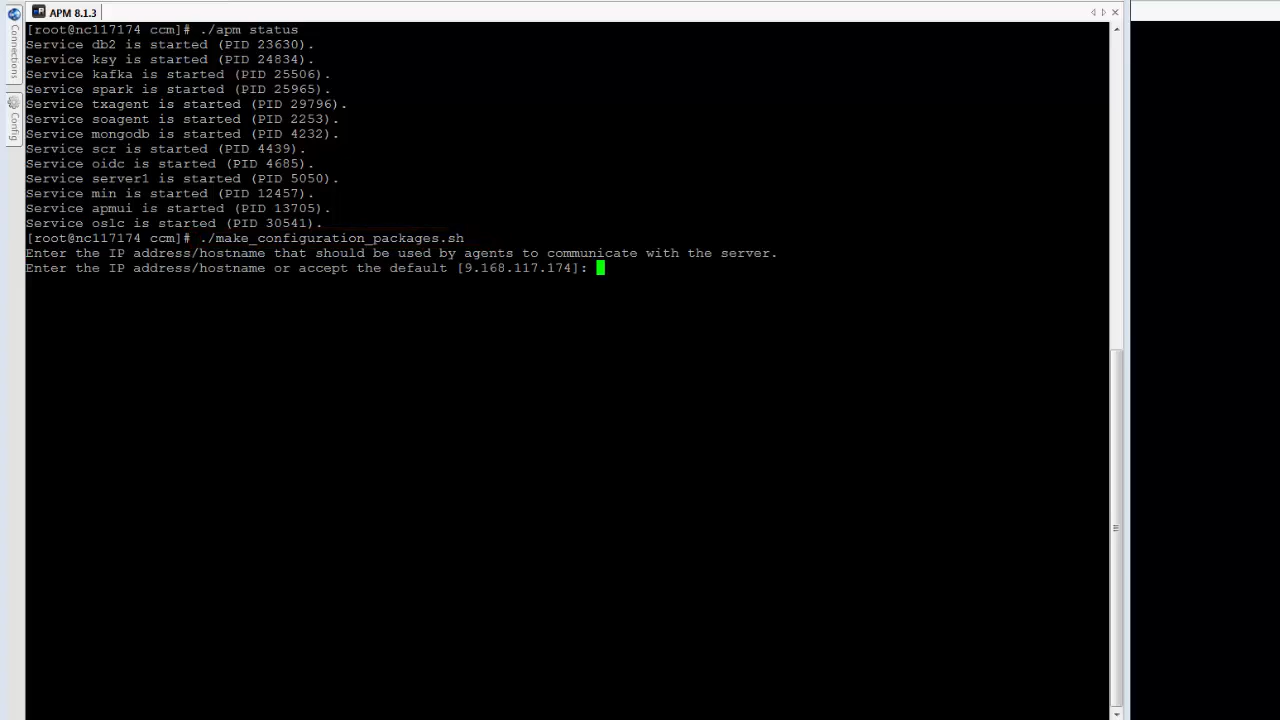 APM 8.1.3
Connections
Config
[root@nc117174 ccm]# ./apm status
Service db2 is started (PID 23630).
Service ksy is started (PID 24834).
Service kafka is started (PID 25506).
Service spark is started (PID 25965).
Service txagent is started (PID 29796).
Service soagent is started (PID 2253).
Service mongodb is started (PID 4232).
Service scr is started (PID 4439).
Service oidc is started (PID 4685).
Service server1 is started (PID 5050).
Service min is started (PID 12457).
Service apmui is started (PID 13705).
Service oslc is started (PID 30541).
[root@nc117174 ccm]# ./make_configuration_packages.sh
Enter the IP address/hostname that should be used by agents to communicate with the server.
Enter the IP address/hostname or accept the default [9.168.117.174]: